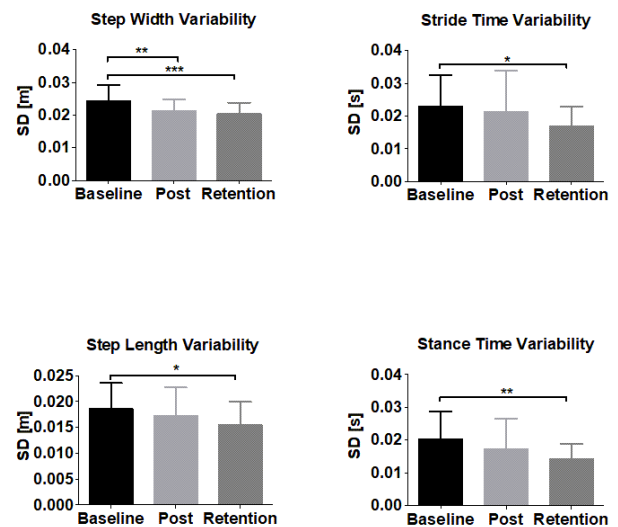 Step Width Variability
0.04
0.03
0.02
0.01
0.00
SD [m]
**
***
Baseline Post Retention
Stride Time Variability
0.04
0.03
0.02
0.01
0.00
SD [s]
*
Baseline Post Retention
Step Length Variability
0.025
0.020
0.015
0.010
0.005
0.000
SD [m]
*
Baseline Post Retention
Stance Time Variability
0.04
0.03
0.02
0.01
0.00
SD [s]
**
Baseline Post Retention